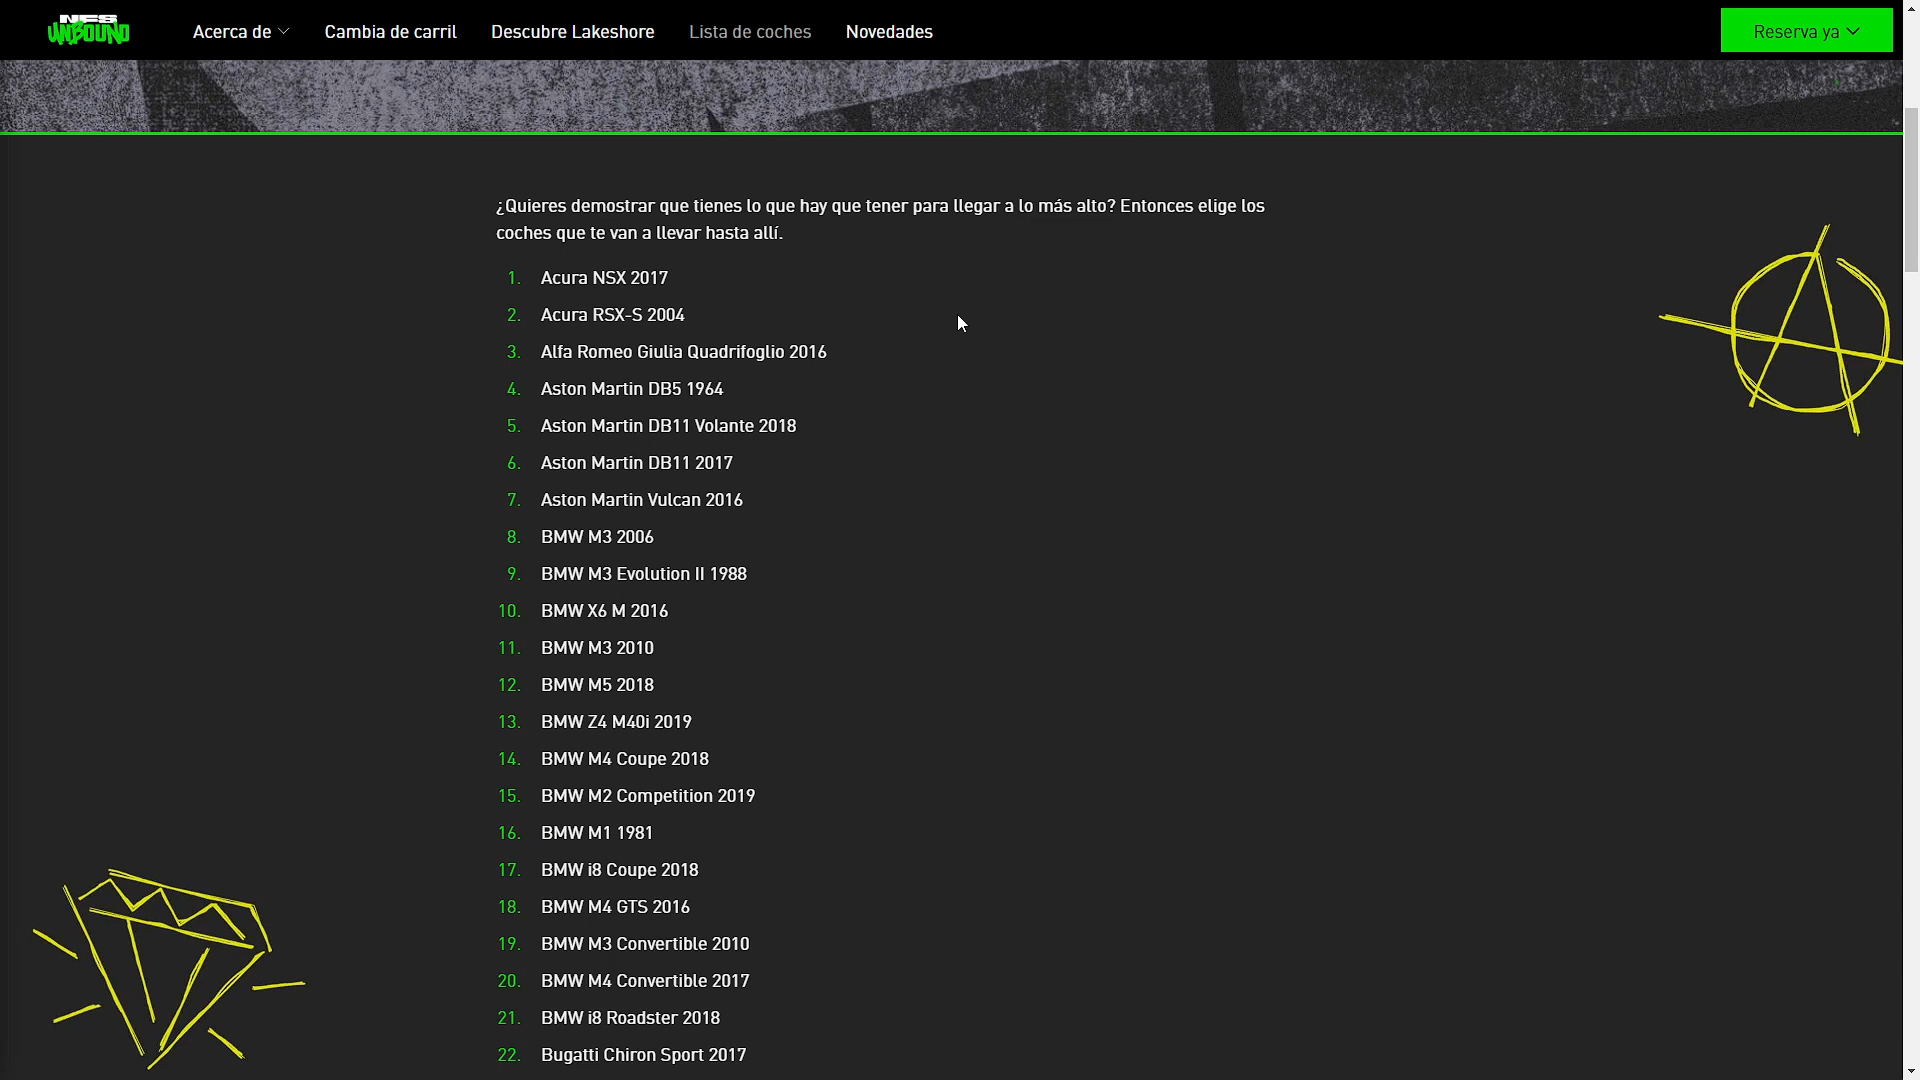 NFS UNBOUND
Acerca de Cambia de carril Descubre Lakeshore Lista de coches Novedades Reserva ya
¿Quieres demostrar que tienes lo que hay que tener para llegar a lo más alto? Entonces elige los
coches que te van a llevar hasta allí.
1. Acura NSX 2017
2. Acura RSX-S 2004
3. Alfa Romeo Giulia Quadrifoglio 2016
4. Aston Martin DB5 1964
5. Aston Martin DB11 Volante 2018
6. Aston Martin DB11 2017
7. Aston Martin Vulcan 2016
8. BMW M3 2006
9. BMW M3 Evolution II 1988
10. BMW X6 M 2016
11. BMW M3 2010
12. BMW M5 2018
13. BMW Z4 M40i 2019
14. BMW M4 Coupe 2018
15. BMW M2 Competition 2019
16. BMW M1 1981
17. BMW i8 Coupe 2018
18. BMW M4 GTS 2016
19. BMW M3 Convertible 2010
20. BMW M4 Convertible 2017
21. BMW i8 Roadster 2018
22. Bugatti Chiron Sport 2017